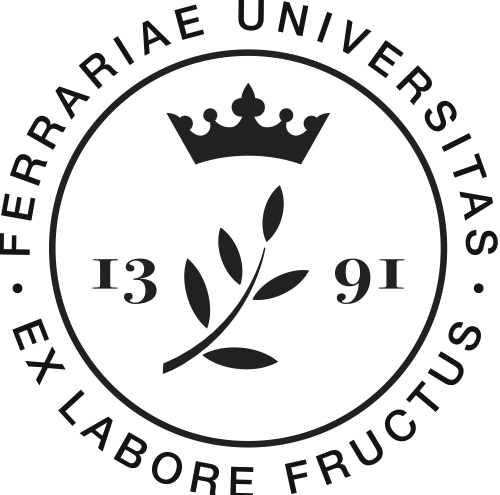 FERRARIAE UNIVERSITAS
13 91
• EX LABORE FRUCTUS •